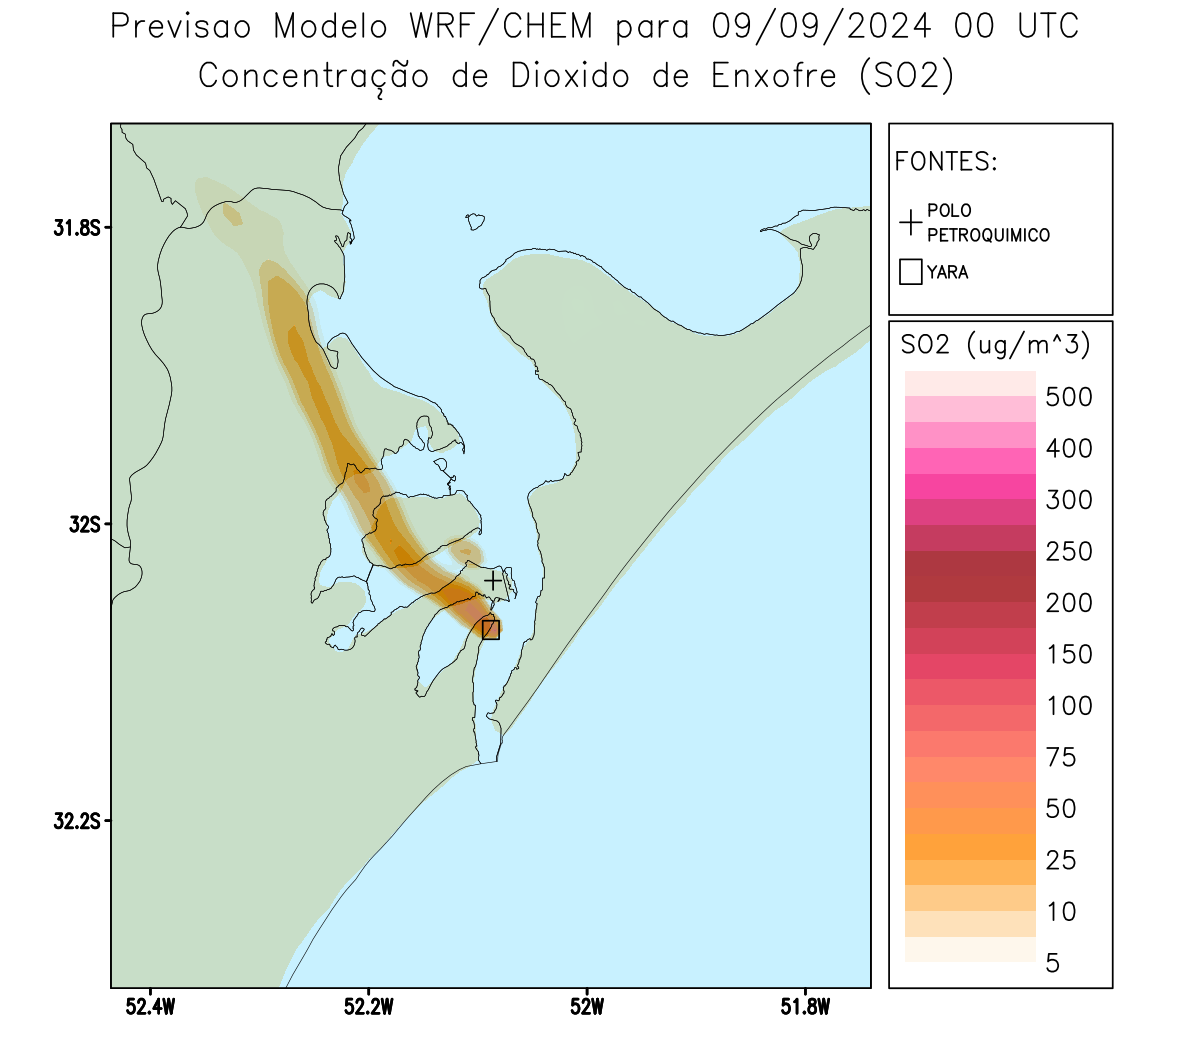 Previsao Modelo WRF/CHEM para 09/09/2024 00 UTC
Concentração de Dioxido de Enxofre (SO2)
FONTES:
POLO
PETROQUIMICO
YARA
SO2 (ug/m^3)
500
400
300
250
200
150
100
75
50
25
10
5
31.8S
32S
32.2S
52.4W
52.2W
52W
51.8W